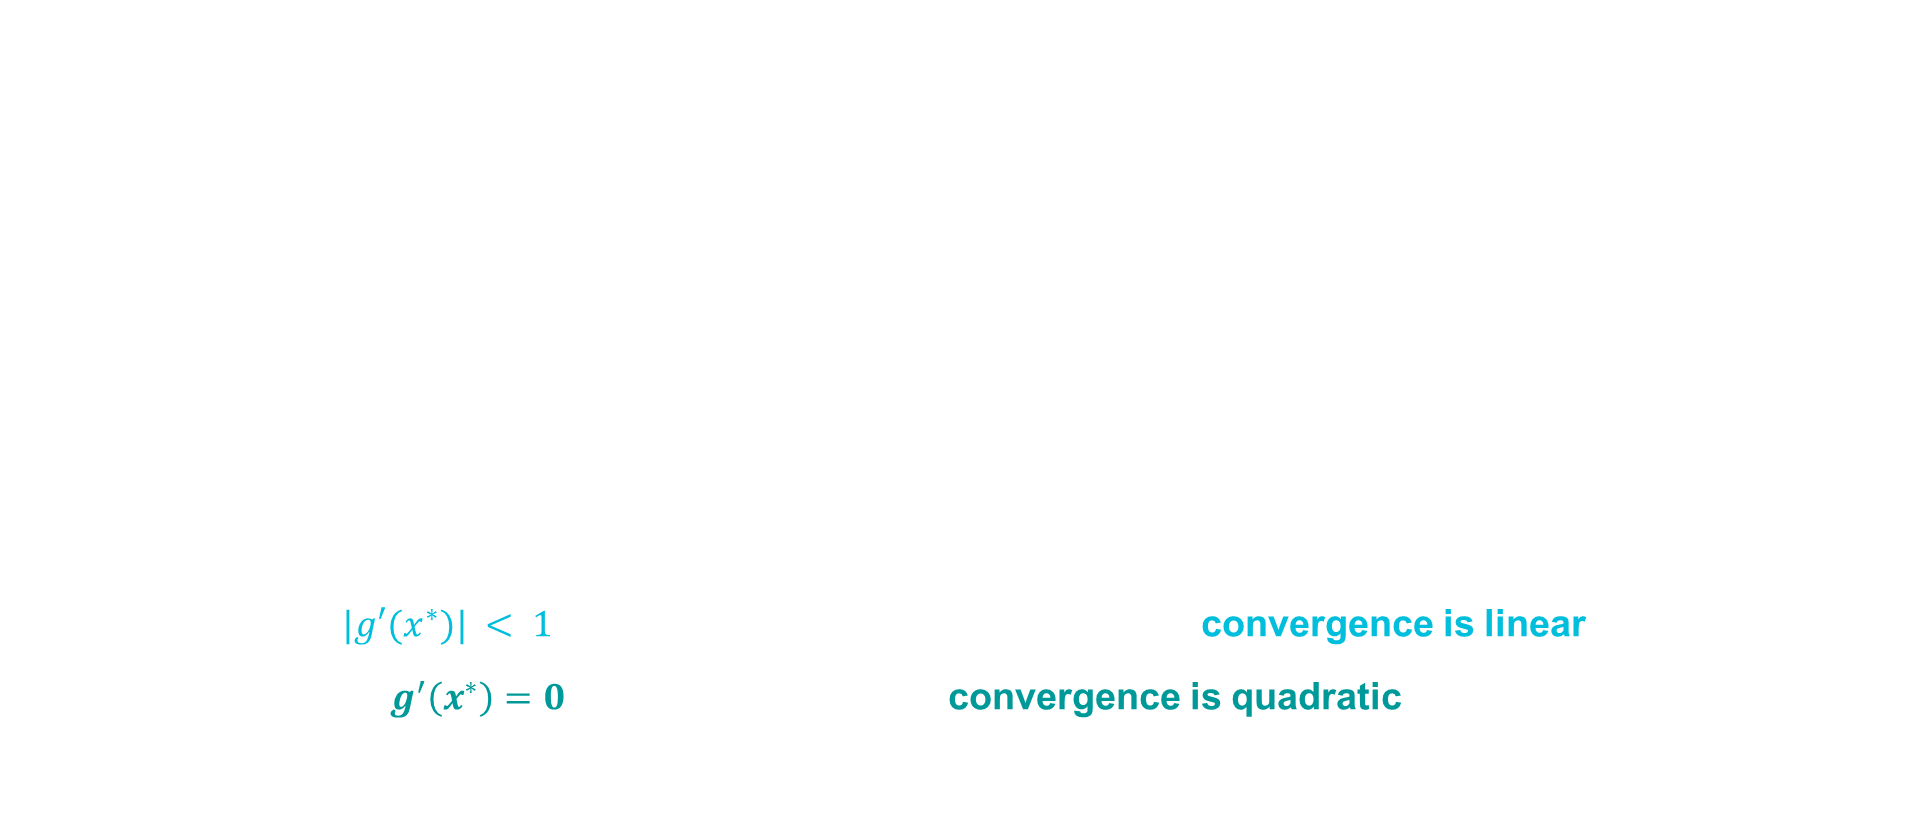 |g′(x*)| < 1 convergence is linear
g′(x*) = 0 convergence is quadratic